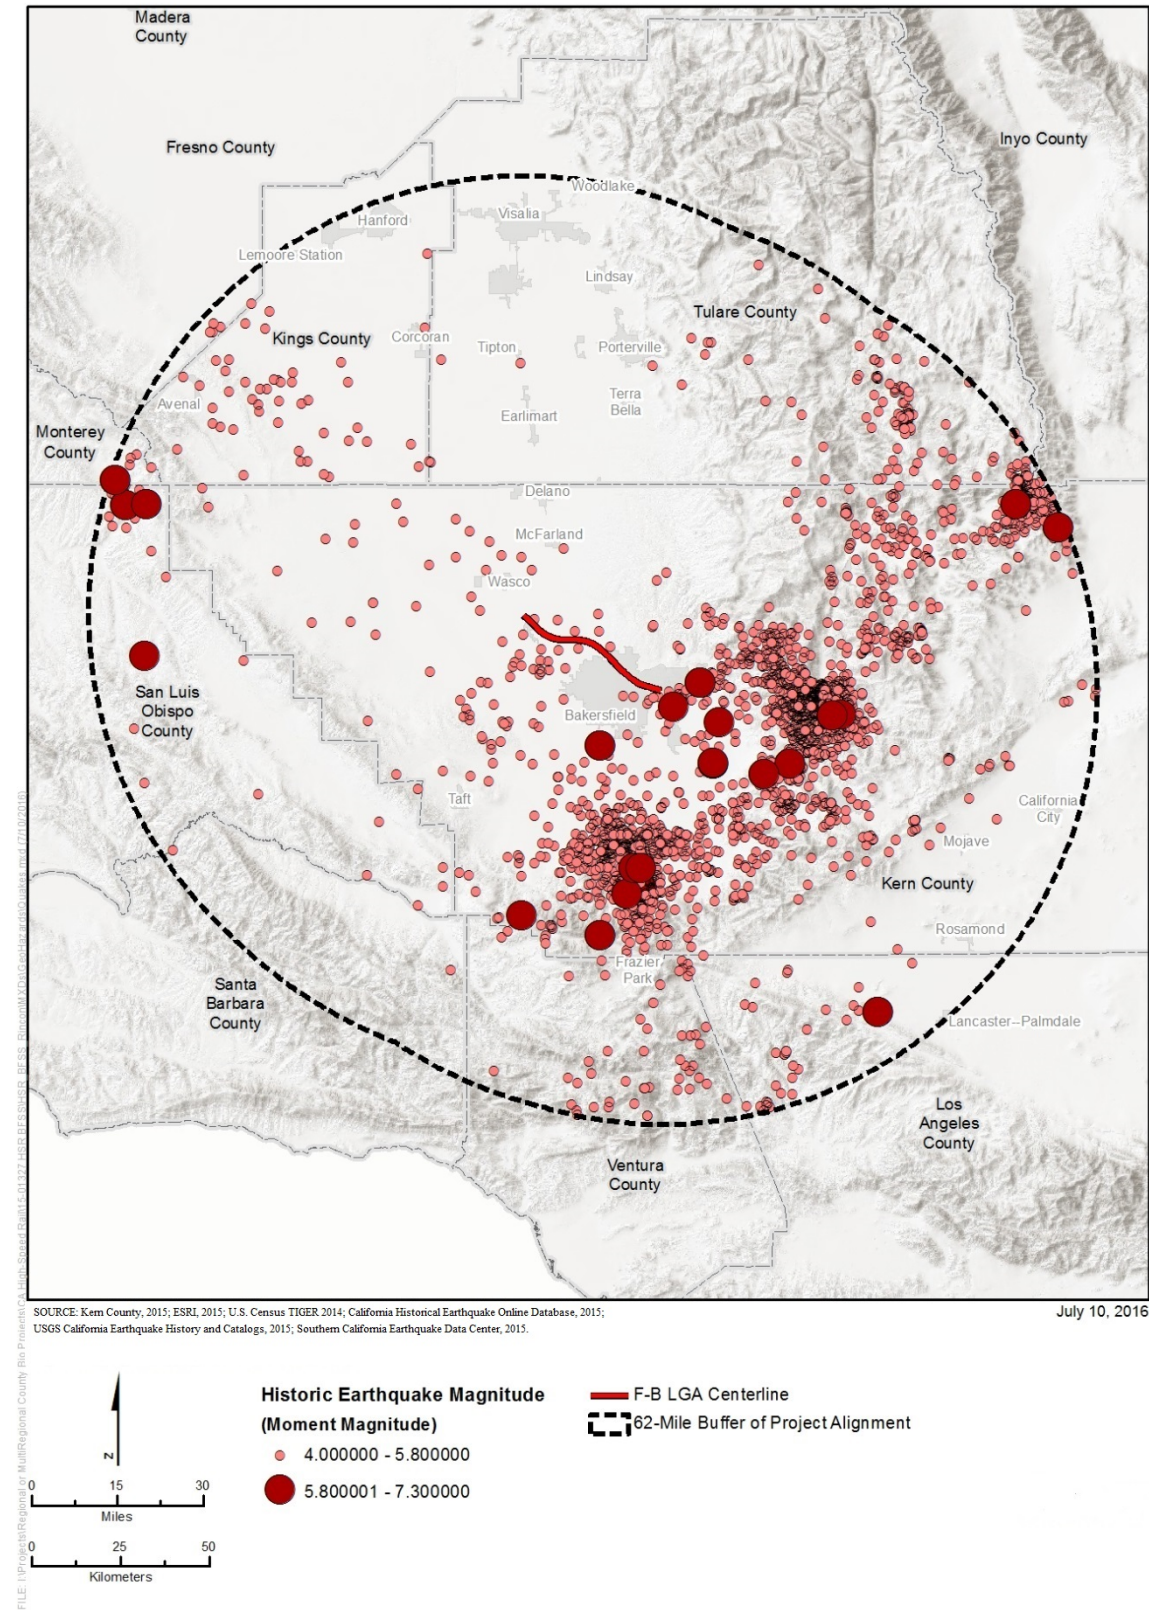 Madera
County
Fresno County
Inyo County
Woodlake
Visalia
Hanford
Lemoore Station
Lindsay
Tulare County
Kings County
Corcoran
Tipton
Porterville
Terra
Bella
Avenal
Earlimart
Monterey
County
Delano
McFarland
Wasco
San Luis
Obispo
County
Bakersfield
Taft
California
City
Mojave
Kern County
Rosamond
Frazier
Park
Santa
Barbara
County
Lancaster--Palmdale
Los
Angeles
County
Ventura
County
SOURCE: Kern County, 2015; ESRI, 2015; U.S. Census TIGER 2014; California Historical Earthquake Online Database, 2015;
USGS California Earthquake History and Catalogs, 2015; Southern California Earthquake Data Center, 2015.
July 10, 2016
Historic Earthquake Magnitude
(Moment Magnitude)
4.000000 - 5.800000
5.800001 - 7.300000
F-B LGA Centerline
62-Mile Buffer of Project Alignment
N
0 15 30
Miles
0 25 50
Kilometers